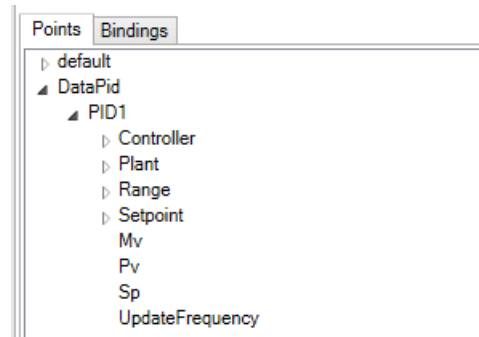 Points Bindings
default
DataPid
PID1
Controller
Plant
Range
Setpoint
Mv
Pv
Sp
UpdateFrequency